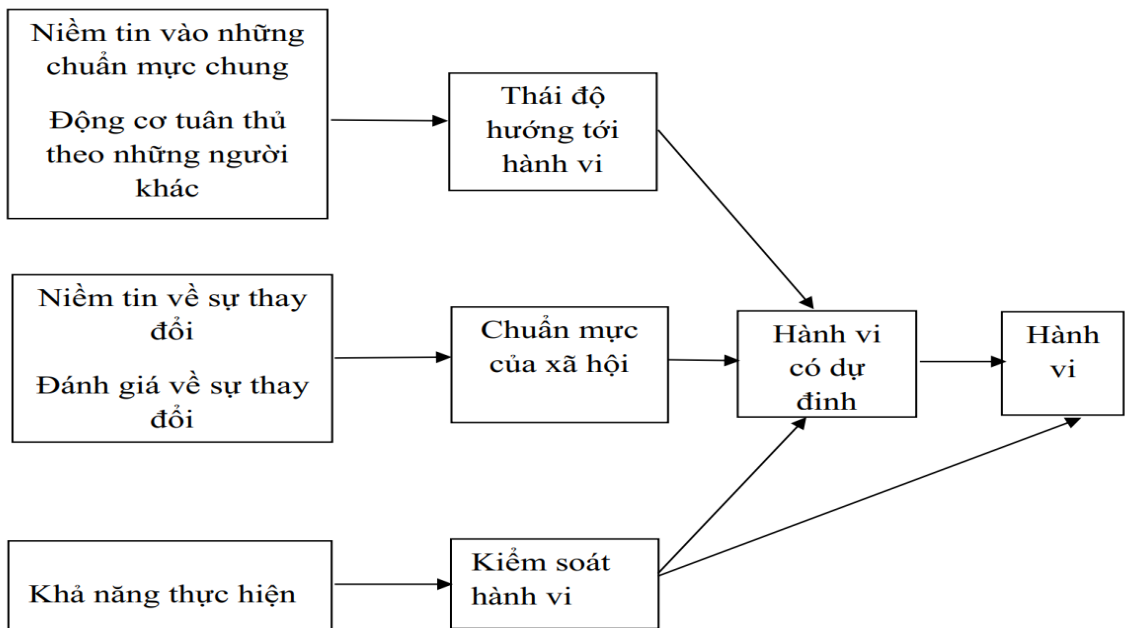 Niềm tin vào những
chuẩn mực chung
Động cơ tuân thủ
theo những người
khác
Thái độ
hướng tới
hành vi
Niềm tin về sự thay
đổi
Đánh giá về sự thay
đổi
Chuẩn mực
của xã hội
Hành vi
có dự
đinh
Hành
vi
Khả năng thực hiện
Kiểm soát
hành vi